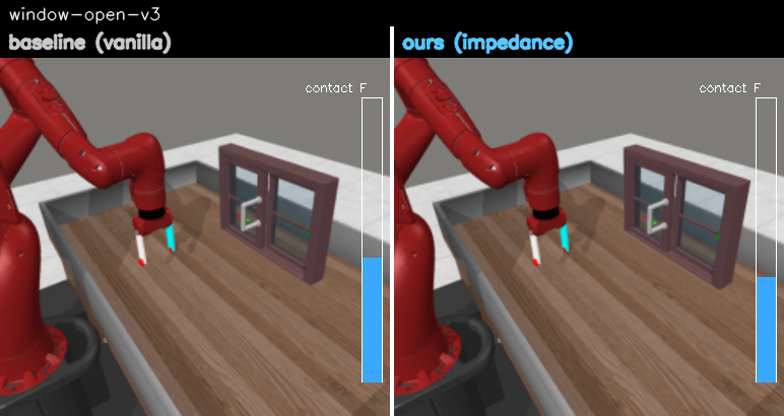 window-open-v3
baseline (vanilla)
ours (impedance)
contact F
contact F